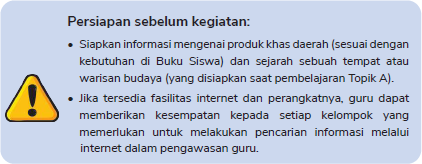 Persiapan sebelum kegiatan:
• Siapkan informasi mengenai produk khas daerah (sesuai dengan
kebutuhan di Buku Siswa) dan sejarah sebuah tempat atau
warisan budaya (yang disiapkan saat pembelajaran Topik A).
• Jika tersedia fasilitas internet dan perangkatnya, guru dapat
memberikan kesempatan kepada setiap kelompok yang
memerlukan untuk melakukan pencarian informasi melalui
internet dalam pengawasan guru.